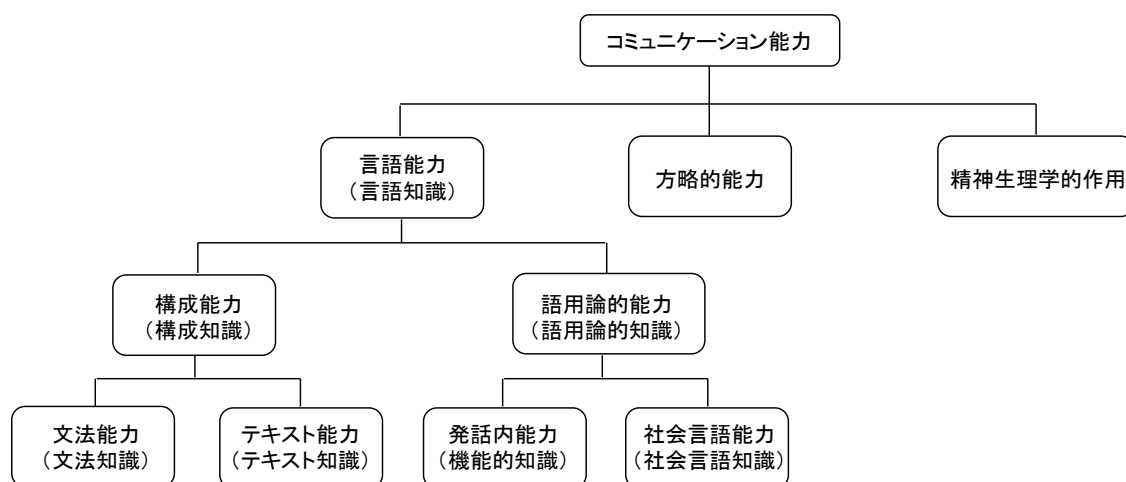 コミュニケーション能力
言語能力
（言語知識）
方略的能力
精神生理学的作用
構成能力
（構成知識）
語用論的能力
（語用論的知識）
文法能力
（文法知識）
テキスト能力
（テキスト知識）
発話内能力
（機能的知識）
社会言語能力
（社会言語知識）